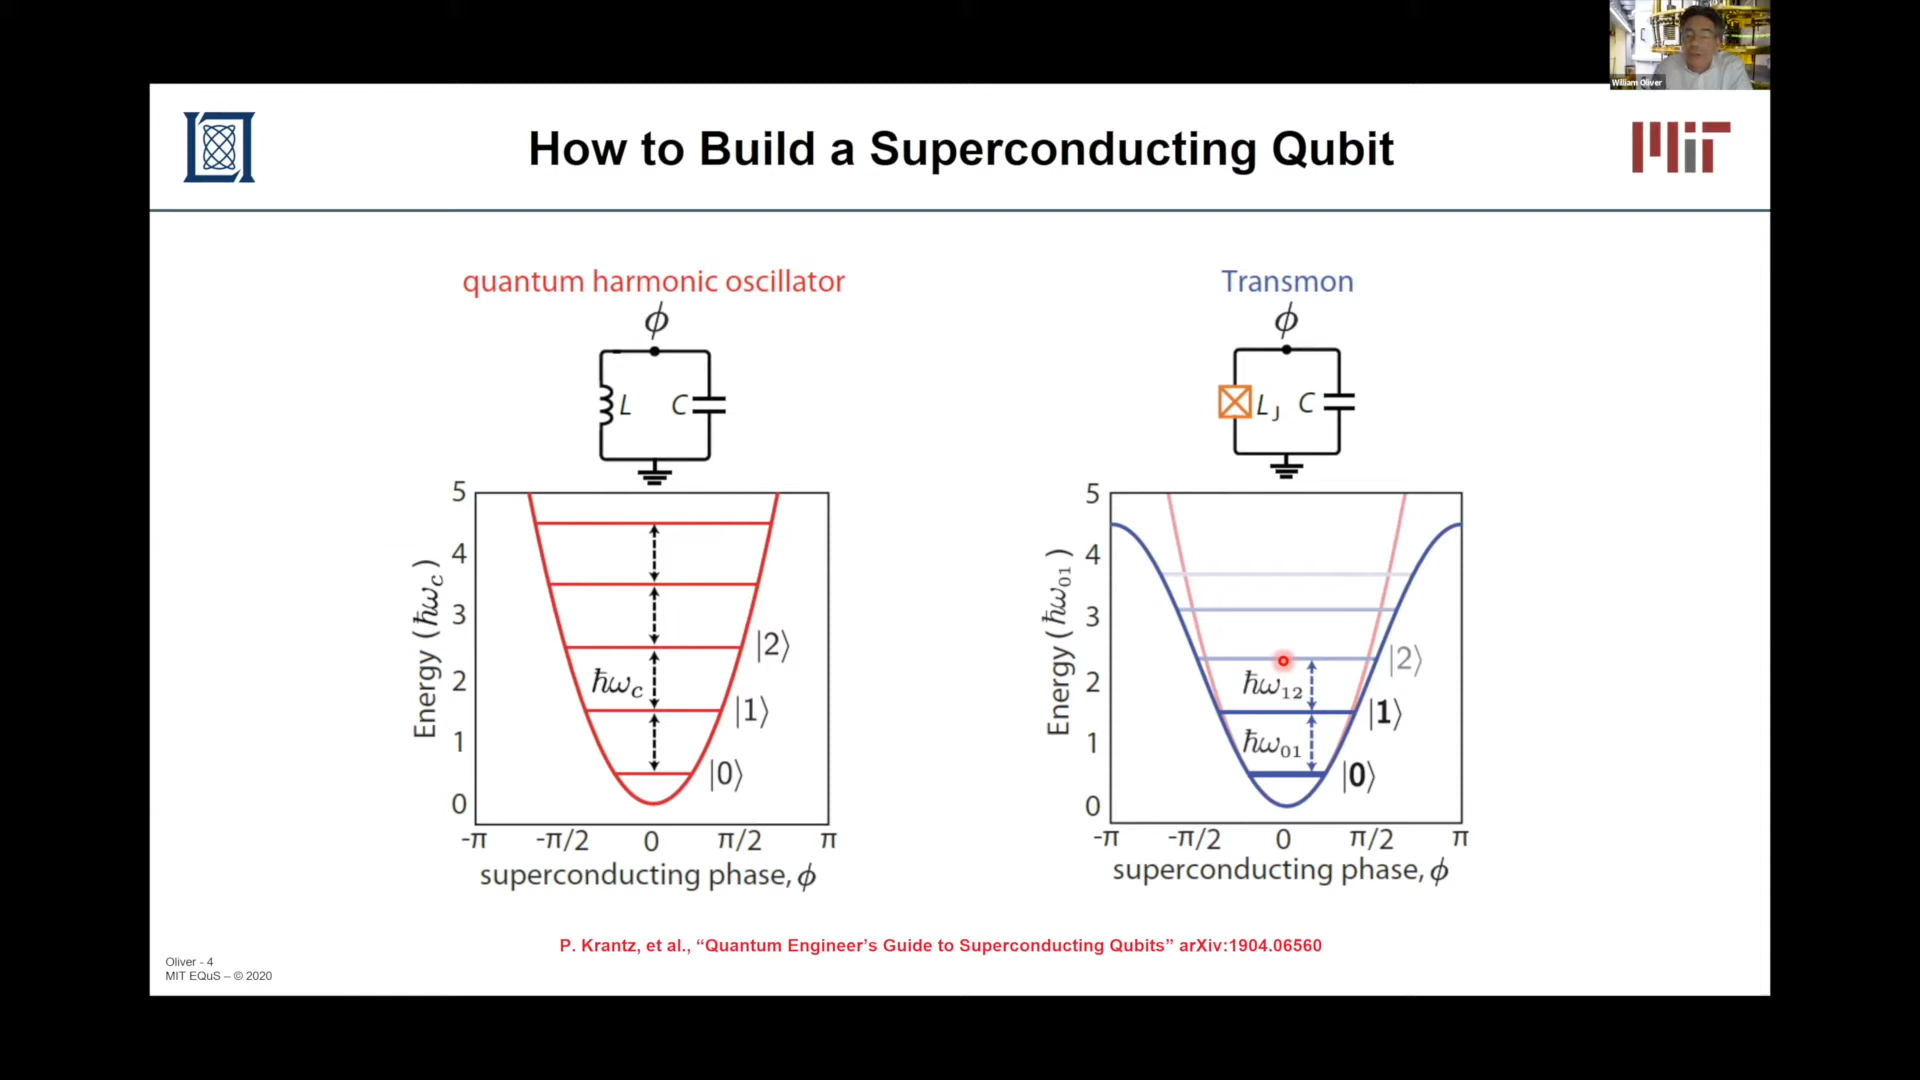 William Oliver
How to Build a Superconducting Qubit
MIT
quantum harmonic oscillator
ϕ
L C
5
4
3
2
1
0
Energy (ℏω_c)
ℏω_c
|2⟩
|1⟩
|0⟩
-π -π/2 0 π/2 π
superconducting phase, ϕ
Transmon
ϕ
L_J C
5
4
3
2
1
0
Energy (ℏω_01)
ℏω_12
ℏω_01
|2⟩
|1⟩
|0⟩
-π -π/2 0 π/2 π
superconducting phase, ϕ
P. Krantz, et al., “Quantum Engineer’s Guide to Superconducting Qubits” arXiv:1904.06560
Oliver - 4
MIT EQuS – © 2020